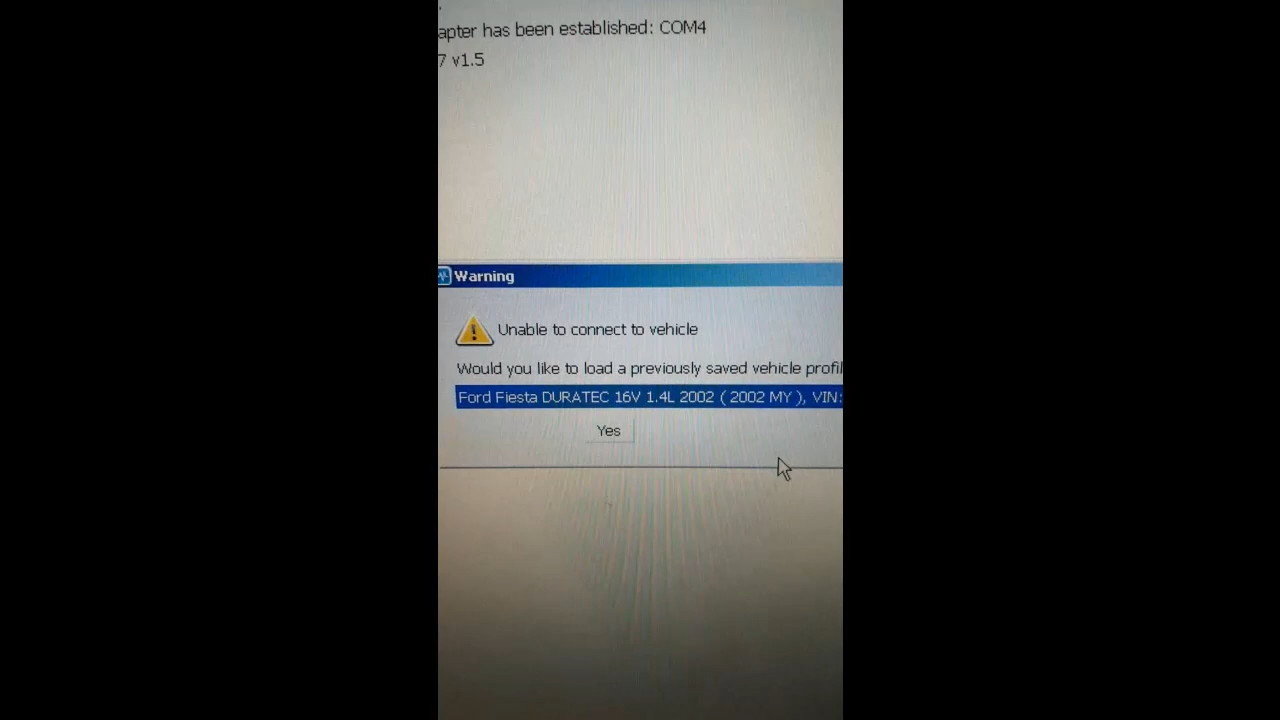 apter has been established: COM4
7 v1.5
Warning
Unable to connect to vehicle
Would you like to load a previously saved vehicle profil
Ford Fiesta DURATEC 16V 1.4L 2002 ( 2002 MY ), VIN:
Yes